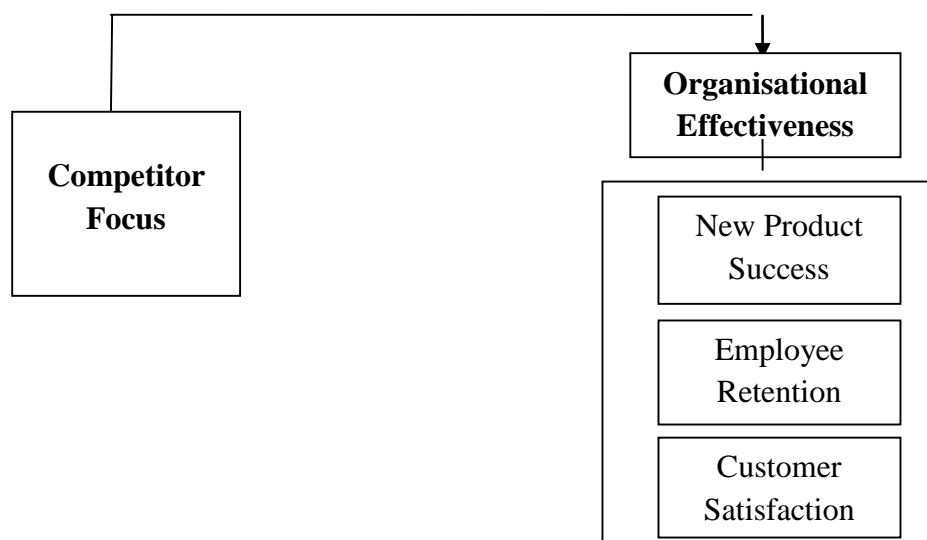 Organisational
Effectiveness
Competitor
Focus
New Product
Success
Employee
Retention
Customer
Satisfaction